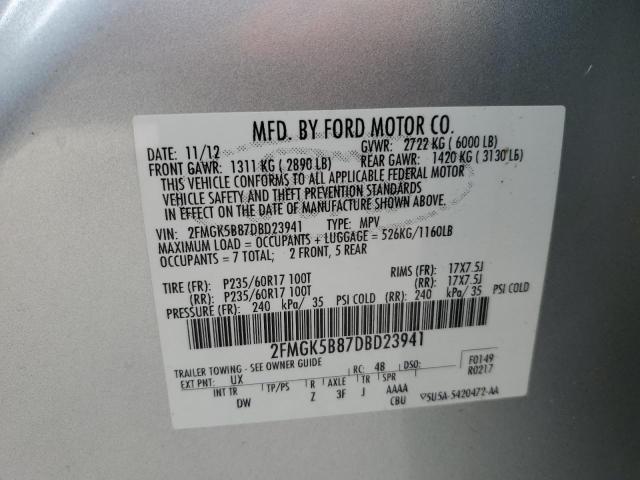 MFD. BY FORD MOTOR CO.
DATE: 11/12 GVWR: 2722 KG ( 6000 LB)
FRONT GAWR: 1311 KG ( 2890 LB) REAR GAWR: 1420 KG ( 3130 LB)
THIS VEHICLE CONFORMS TO ALL APPLICABLE FEDERAL MOTOR
VEHICLE SAFETY AND THEFT PREVENTION STANDARDS
IN EFFECT ON THE DATE OF MANUFACTURE SHOWN ABOVE.
VIN: 2FMGK5B87DBD23941 TYPE: MPV
MAXIMUM LOAD = OCCUPANTS + LUGGAGE = 526KG/1160LB
OCCUPANTS = 7 TOTAL; 2 FRONT, 5 REAR
TIRE (FR): P235/60R17 100T RIMS (FR): 17X7.5J
(RR): P235/60R17 100T (RR): 17X7.5J
PRESSURE (FR): 240 kPa/ 35 PSI COLD (RR): 240 kPa/ 35 PSI COLD
2FMGK5B87DBD23941
TRAILER TOWING - SEE OWNER GUIDE RC: 48 DSO: F0149
EXT PNT: UX R0217
INT TR TP/PS R AXLE TR SPR
DW Z 3F J AAAA
CBU 5U5A-5420472-AA